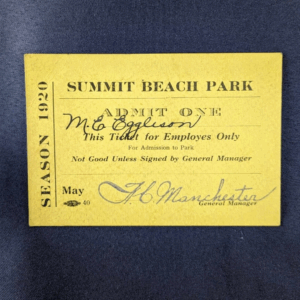 SEASON 1920
SUMMIT BEACH PARK
ADMIT ONE
M. E. Eggleson
This Ticket for Employes Only
For Admission to Park
Not Good Unless Signed by General Manager
May
40
F. C. Manchester
General Manager